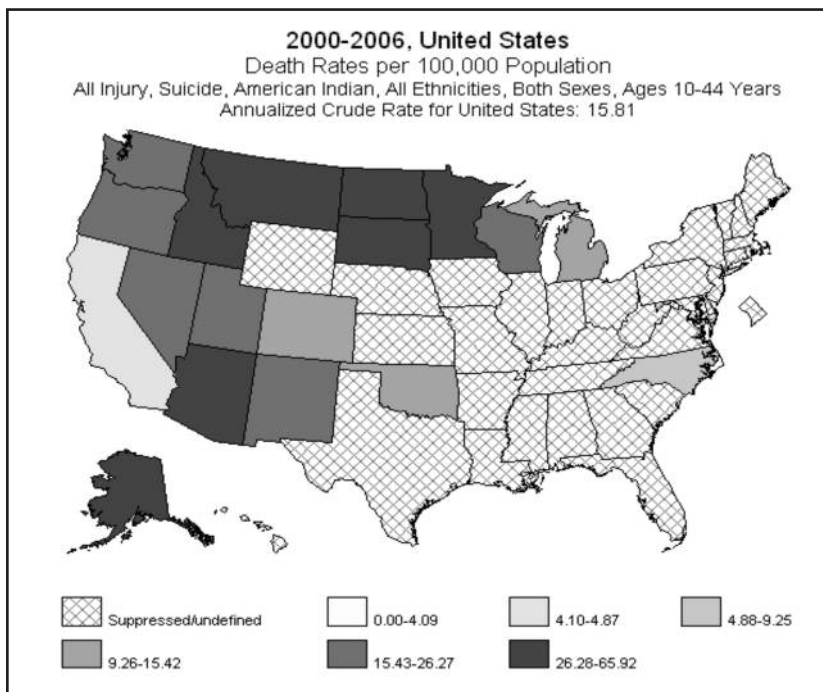 2000-2006, United States
Death Rates per 100,000 Population
All Injury, Suicide, American Indian, All Ethnicities, Both Sexes, Ages 10-44 Years
Annualized Crude Rate for United States: 15.81
Suppressed/undefined
0.00-4.09
4.10-4.87
4.88-9.25
9.26-15.42
15.43-26.27
26.28-65.92